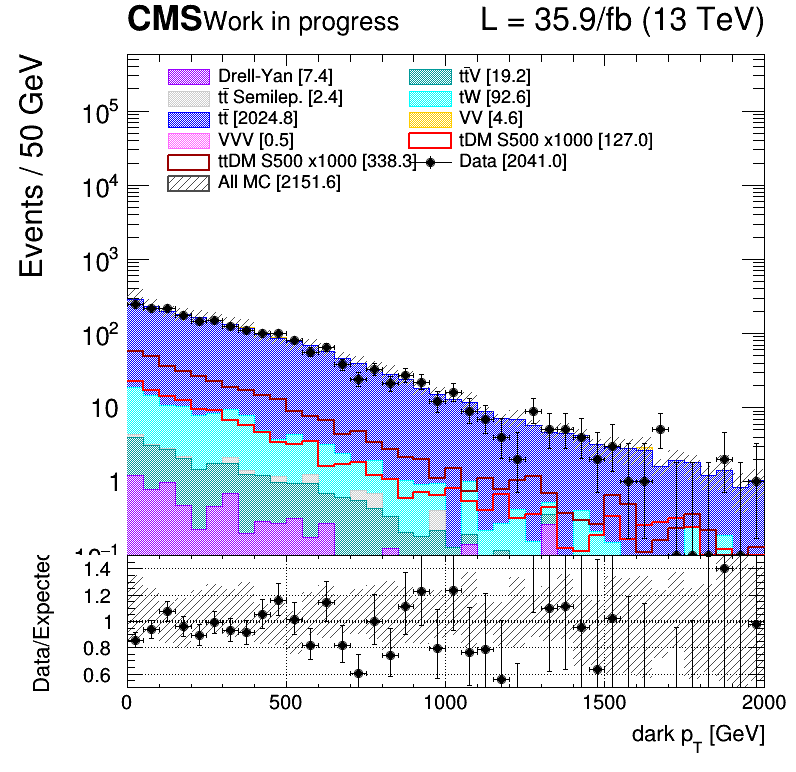 CMS Work in progress L = 35.9/fb (13 TeV)
Events / 50 GeV
Drell-Yan [7.4] tt̄V [19.2]
tt̄ Semilep. [2.4] tW [92.6]
tt̄ [2024.8] VV [4.6]
VVV [0.5] tDM S500 x1000 [127.0]
ttDM S500 x1000 [338.3] Data [2041.0]
All MC [2151.6]
10⁵
10⁴
10³
10²
10
1
10⁻¹
Data/Expected
1.4
1.2
1
0.8
0.6
0 500 1000 1500 2000
dark p_T [GeV]